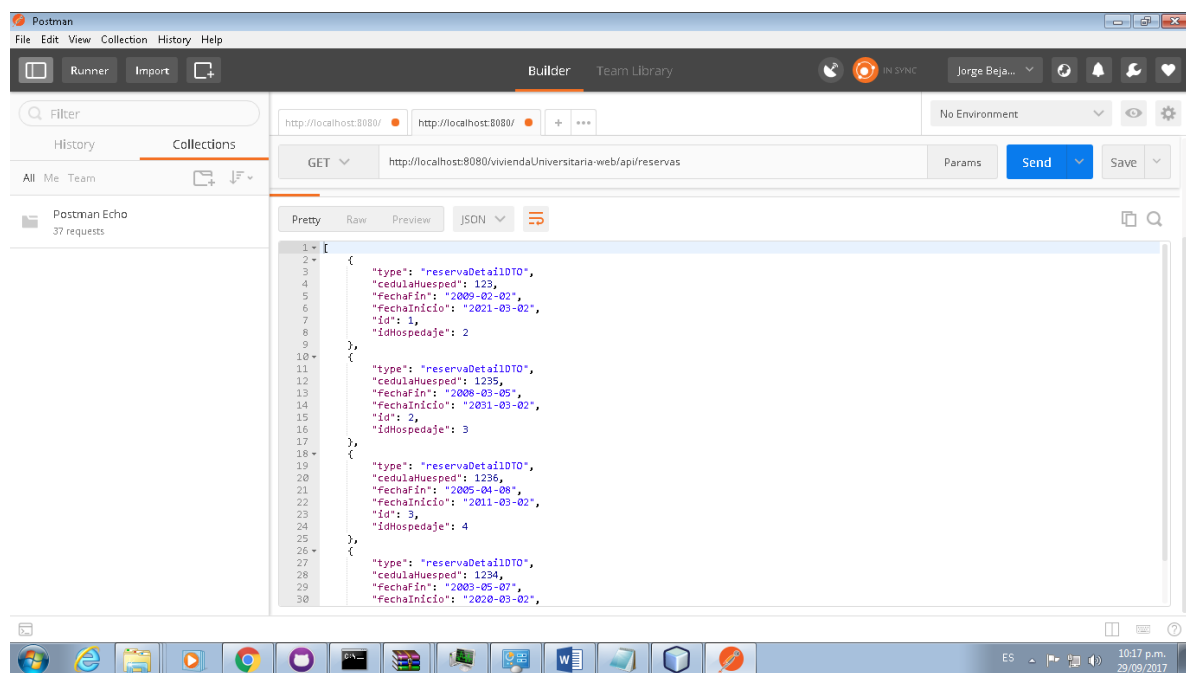 Postman
File Edit View Collection History Help
Runner Import Builder Team Library IN SYNC Jorge Beja...
Filter
History Collections
All Me Team
Postman Echo
37 requests
http://localhost:8080/ http://localhost:8080/ + ••• No Environment
GET http://localhost:8080/viviendaUniversitaria-web/api/reservas Params Send Save
Pretty Raw Preview JSON
1 [
2 {
3 "type": "reservaDetailDTO",
4 "cedulaHuesped": 123,
5 "fechaFin": "2009-02-02",
6 "fechaInicio": "2021-03-02",
7 "id": 1,
8 "idHospedaje": 2
9 },
10 {
11 "type": "reservaDetailDTO",
12 "cedulaHuesped": 1235,
13 "fechaFin": "2008-03-05",
14 "fechaInicio": "2031-03-02",
15 "id": 2,
16 "idHospedaje": 3
17 },
18 {
19 "type": "reservaDetailDTO",
20 "cedulaHuesped": 1236,
21 "fechaFin": "2005-04-08",
22 "fechaInicio": "2011-03-02",
23 "id": 3,
24 "idHospedaje": 4
25 },
26 {
27 "type": "reservaDetailDTO",
28 "cedulaHuesped": 1234,
29 "fechaFin": "2003-05-07",
30 "fechaInicio": "2020-03-02",
ES 10:17 p.m.
29/09/2017